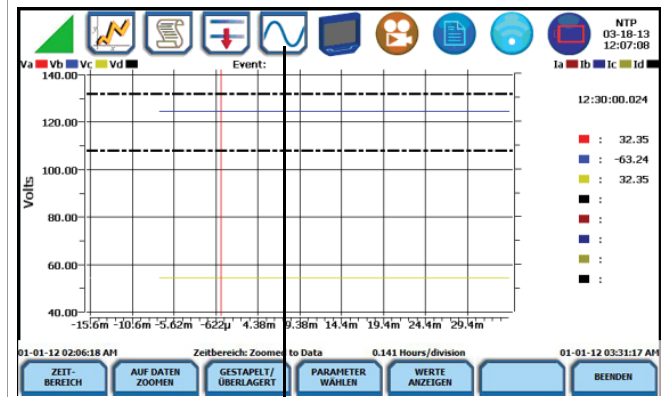 NTP
03-18-13
12:07:08
Va Vb Vc Vd Event: Ia Ib Ic Id
140.00
12:30:00.024
120.00
: 32.35
: -63.24
100.00
: 32.35
:
Volts
80.00
:
:
60.00
:
:
40.00
-15.6m -10.6m -5.62m -622µ 4.38m 9.38m 14.4m 19.4m 24.4m 29.4m
01-01-12 02:06:18 AM Zeitbereich: Zoomed to Data 0.141 Hours/division 01-01-12 03:31:17 AM
ZEIT-
BEREICH
AUF DATEN
ZOOMEN
GESTAPELT/
ÜBERLAGERT
PARAMETER
WÄHLEN
WERTE
ANZEIGEN
BEENDEN